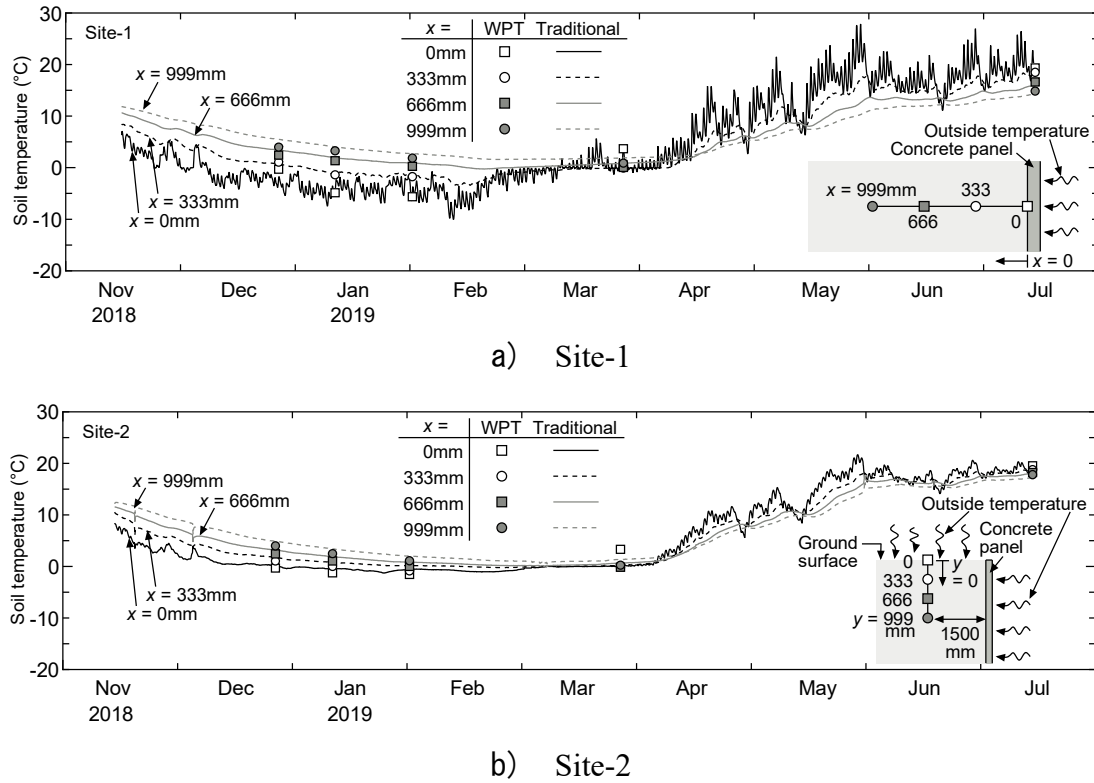 Site-1
x = WPT Traditional
0mm
333mm
666mm
999mm
x = 999mm
x = 666mm
x = 333mm
x = 0mm
Soil temperature (°C)
30
20
10
0
-10
-20
Outside temperature
Concrete panel
x = 999mm 333
666 0
x = 0
Nov Dec Jan Feb Mar Apr May Jun Jul
2018 2019
a) Site-1
Site-2
x = WPT Traditional
0mm
333mm
666mm
999mm
x = 999mm
x = 666mm
x = 333mm
x = 0mm
Soil temperature (°C)
30
20
10
0
-10
-20
Outside temperature
Ground surface
Concrete panel
0 y
333 = 0
666
y = 999 mm
1500 mm
Nov Dec Jan Feb Mar Apr May Jun Jul
2018 2019
b) Site-2